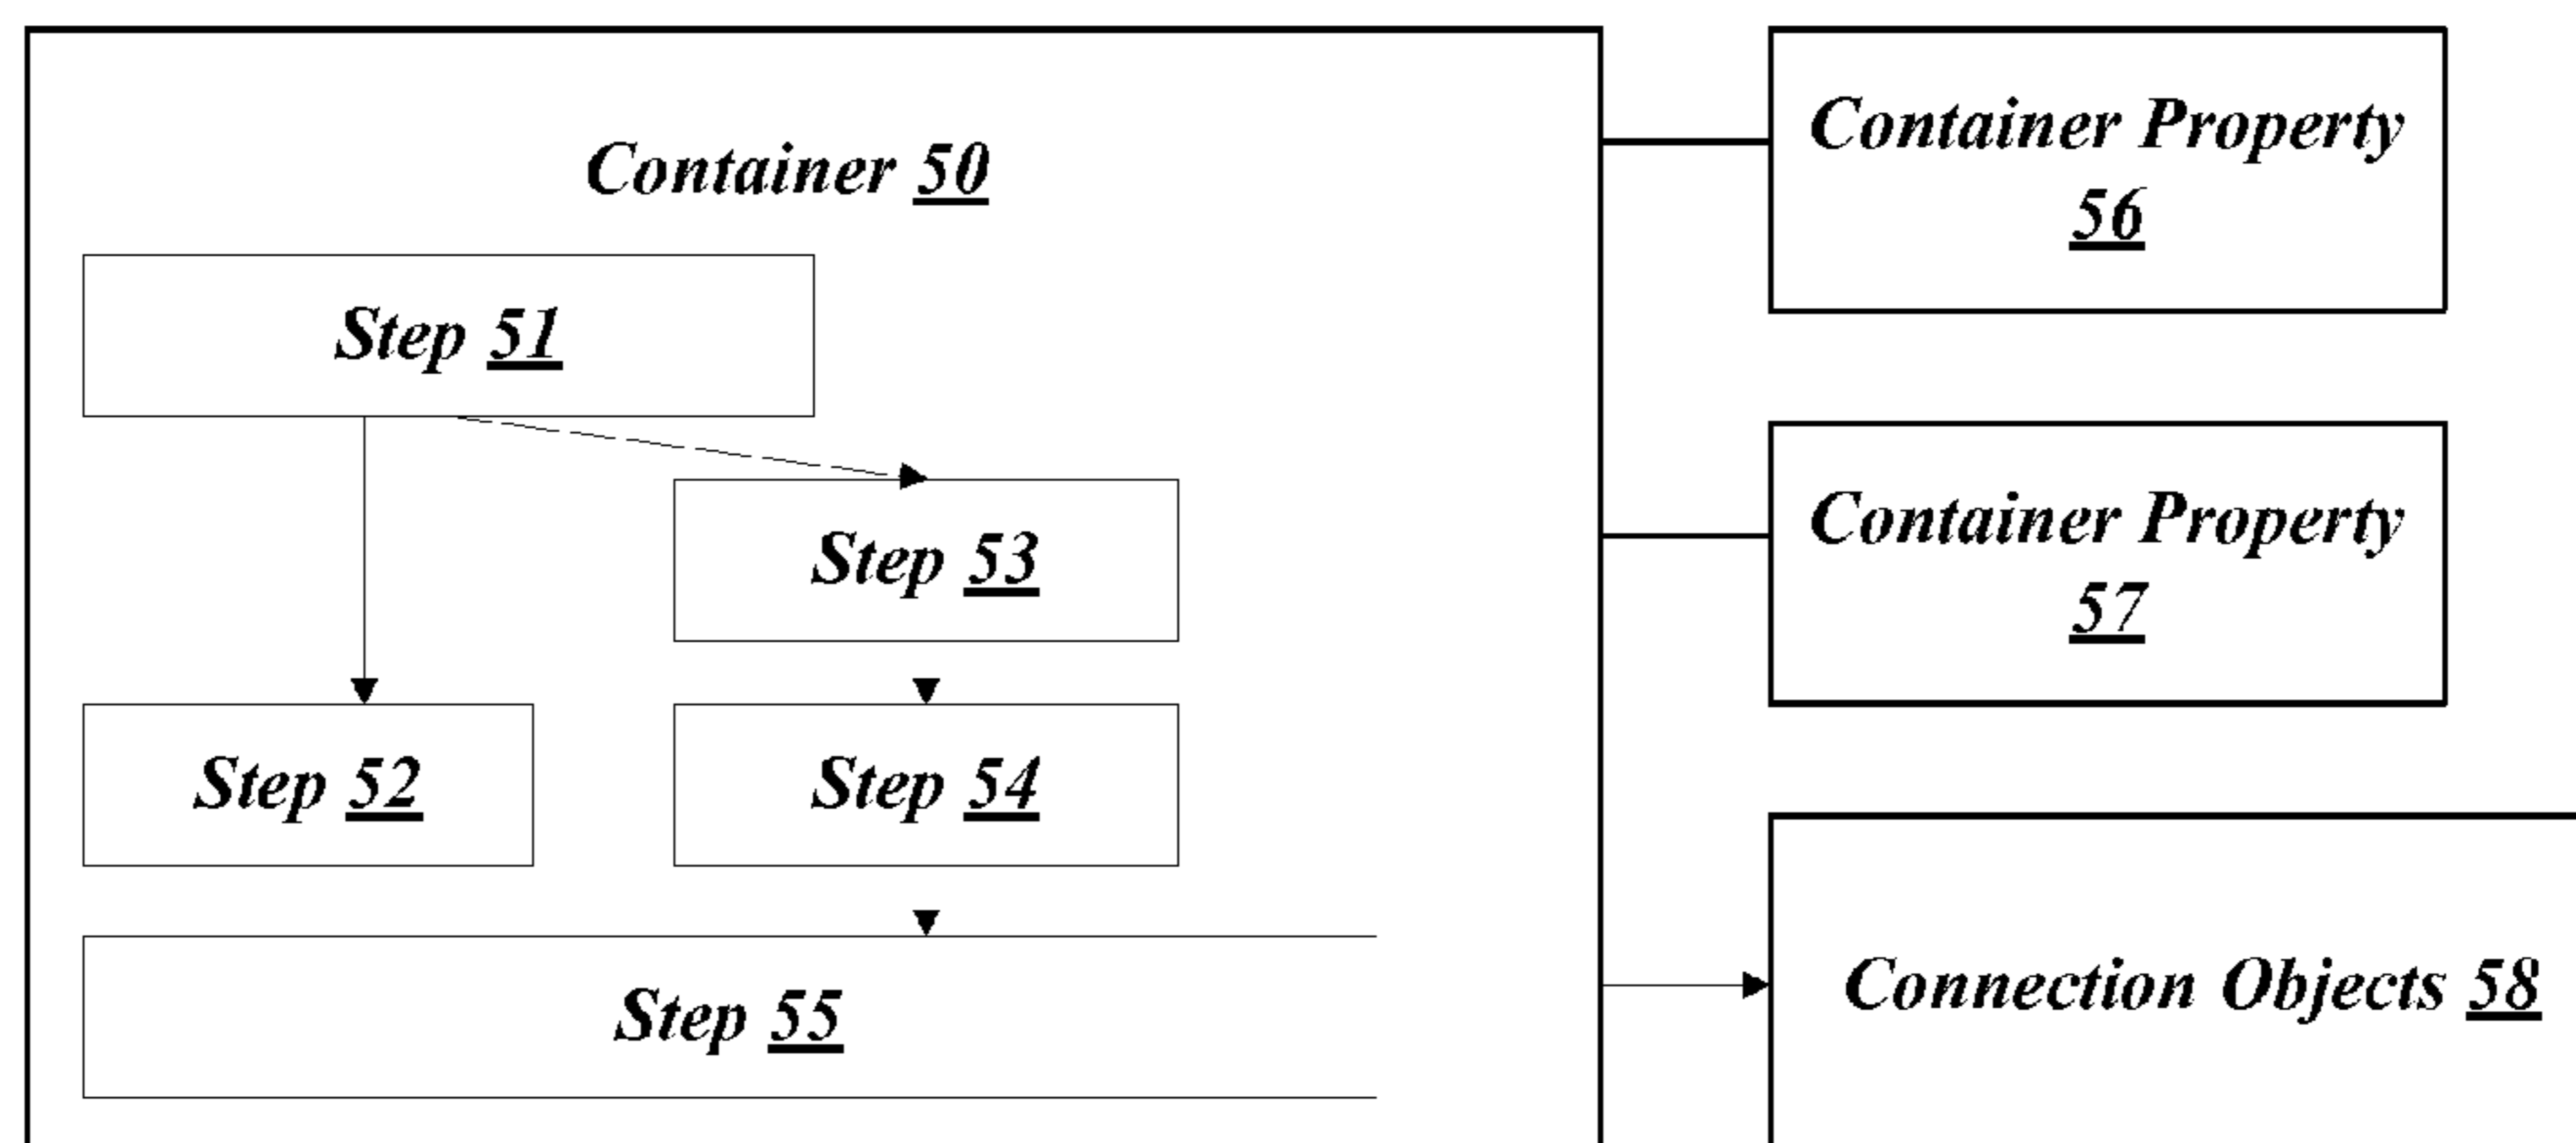 Container 50
Step 51
Step 53
Step 52
Step 54
Step 55
Container Property
56
Container Property
57
Connection Objects 58